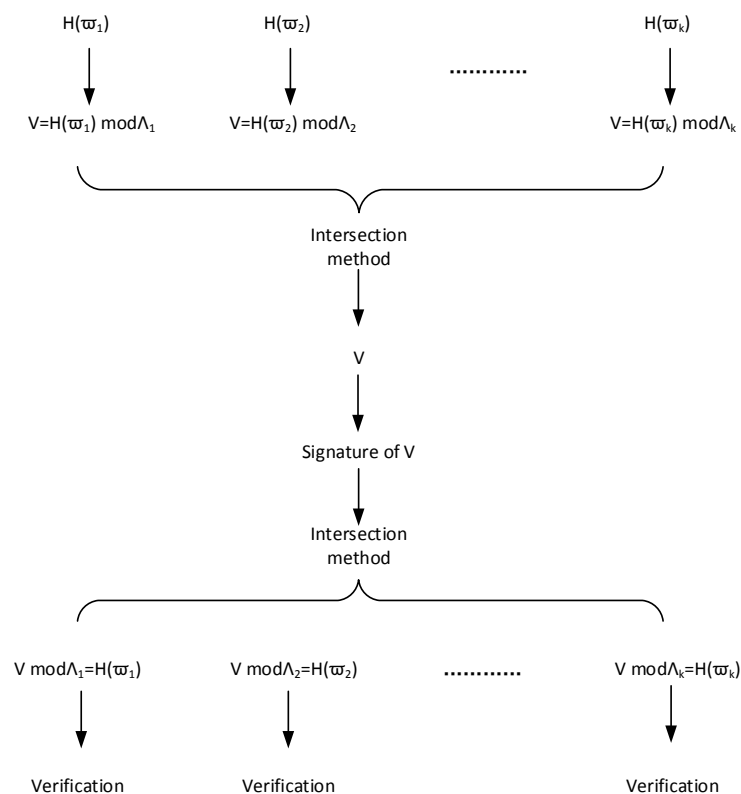 H(ϖ₁) H(ϖ₂) ............ H(ϖₖ)
V=H(ϖ₁) modΛ₁ V=H(ϖ₂) modΛ₂ V=H(ϖₖ) modΛₖ
Intersection
method
V
Signature of V
Intersection
method
V modΛ₁=H(ϖ₁) V modΛ₂=H(ϖ₂) ............ V modΛₖ=H(ϖₖ)
Verification Verification Verification